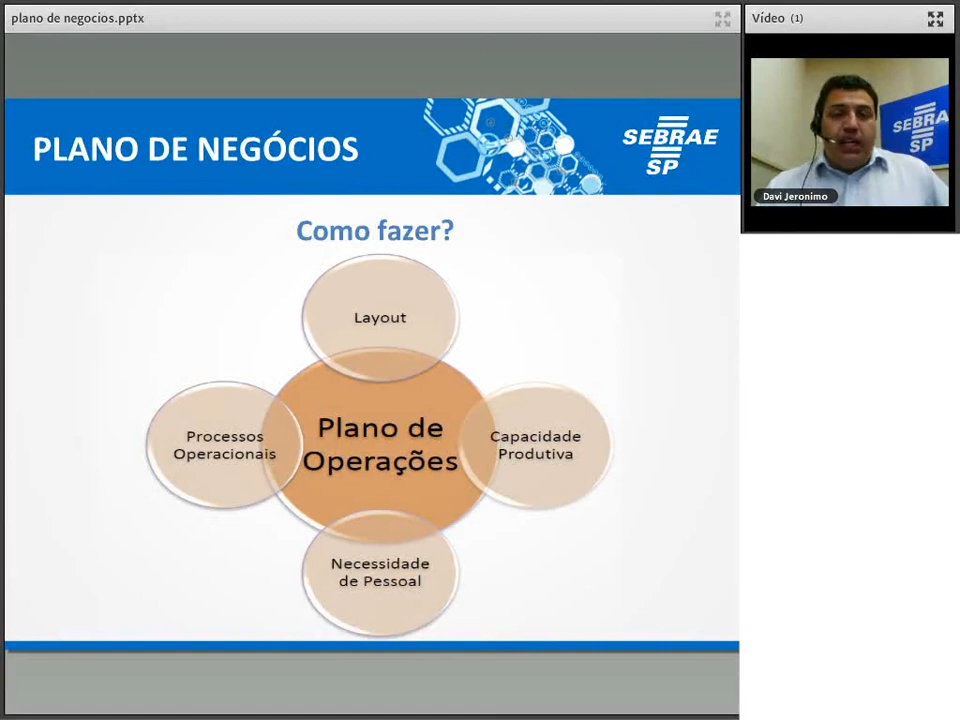 plano de negocios.pptx
Vídeo (1)
PLANO DE NEGÓCIOS
SEBRAE
SP
SEBRA
SP
Davi Jeronimo
Como fazer?
Layout
Plano de
Operações
Processos
Operacionais
Capacidade
Produtiva
Necessidade
de Pessoal